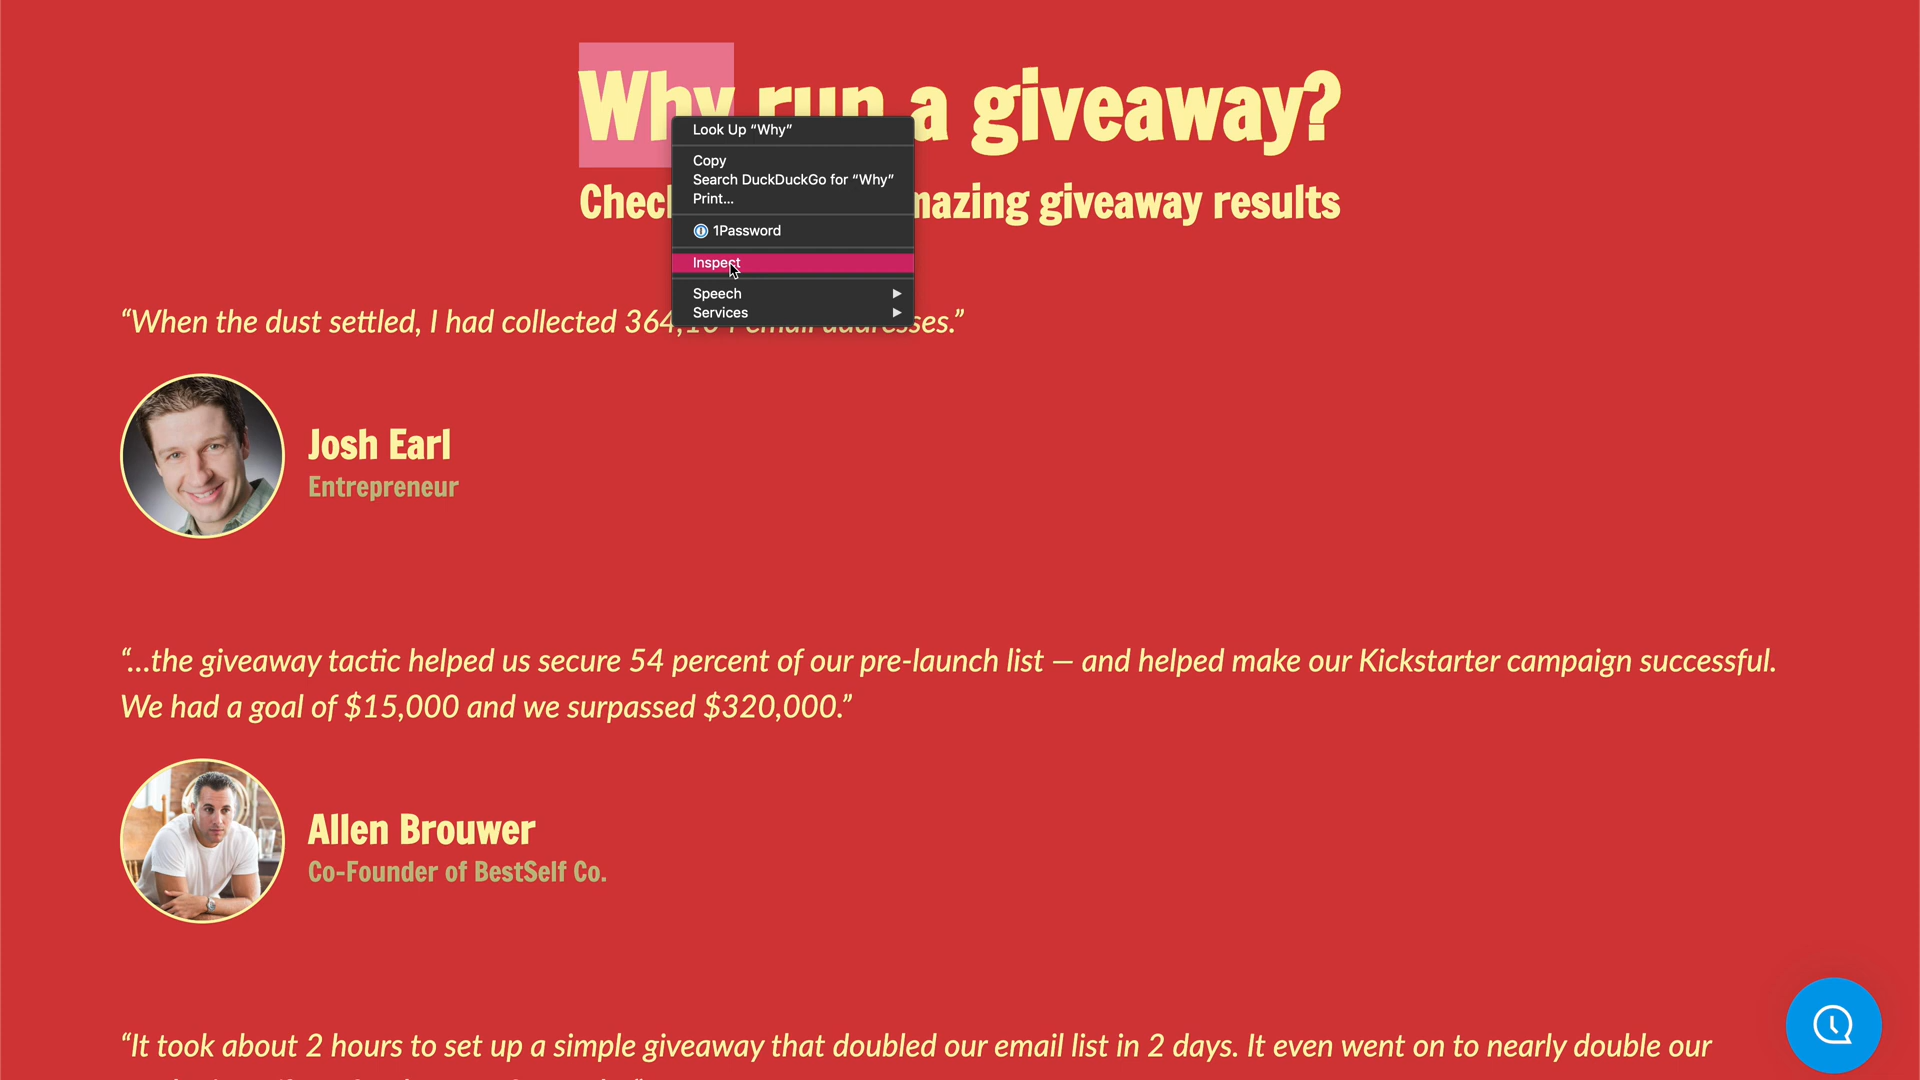 Why run a giveaway?
Look Up “Why”
Copy
Search DuckDuckGo for “Why”
Print...
1Password
Inspect
Speech
Services
giveaway results
“When the dust settled, I had collected email addresses.”
Josh Earl
Entrepreneur
“...the giveaway tactic helped us secure 54 percent of our pre-launch list — and helped make our Kickstarter campaign successful.
We had a goal of $15,000 and we surpassed $320,000.”
Allen Brouwer
Co-Founder of BestSelf Co.
“It took about 2 hours to set up a simple giveaway that doubled our email list in 2 days. It even went on to nearly double our